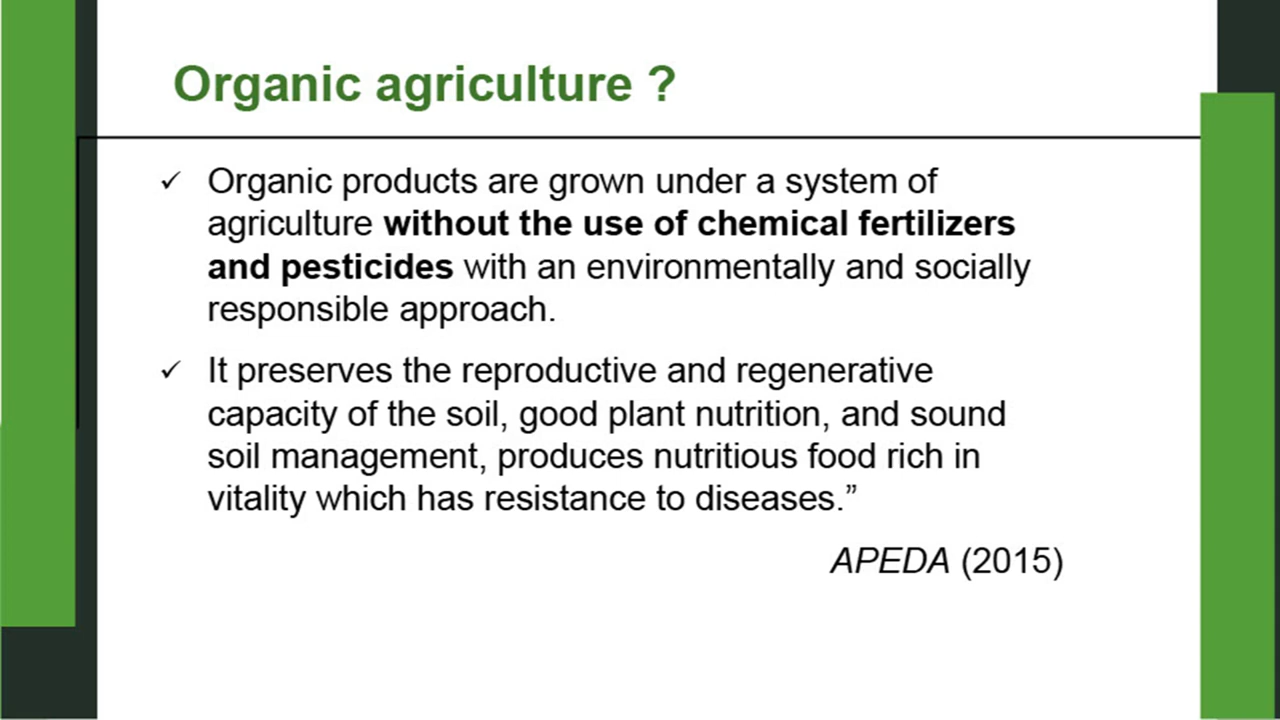 Organic agriculture ?
✓ Organic products are grown under a system of
agriculture without the use of chemical fertilizers
and pesticides with an environmentally and socially
responsible approach.
✓ It preserves the reproductive and regenerative
capacity of the soil, good plant nutrition, and sound
soil management, produces nutritious food rich in
vitality which has resistance to diseases.”
APEDA (2015)